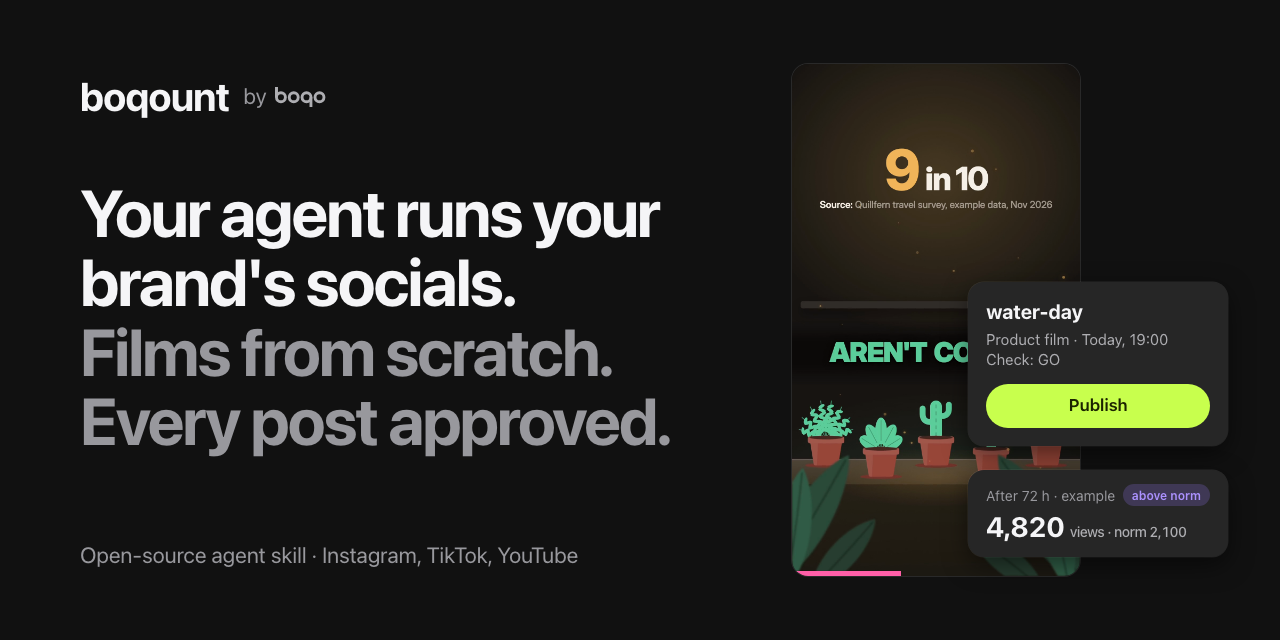 boqount by boqo
Your agent runs your
brand's socials.
Films from scratch.
Every post approved.
Open-source agent skill · Instagram, TikTok, YouTube
9 in 10
Source: Quillfern travel survey, example data, Nov 2026
AREN'T CO
water-day
Product film · Today, 19:00
Check: GO
Publish
After 72 h · example above norm
4,820 views · norm 2,100